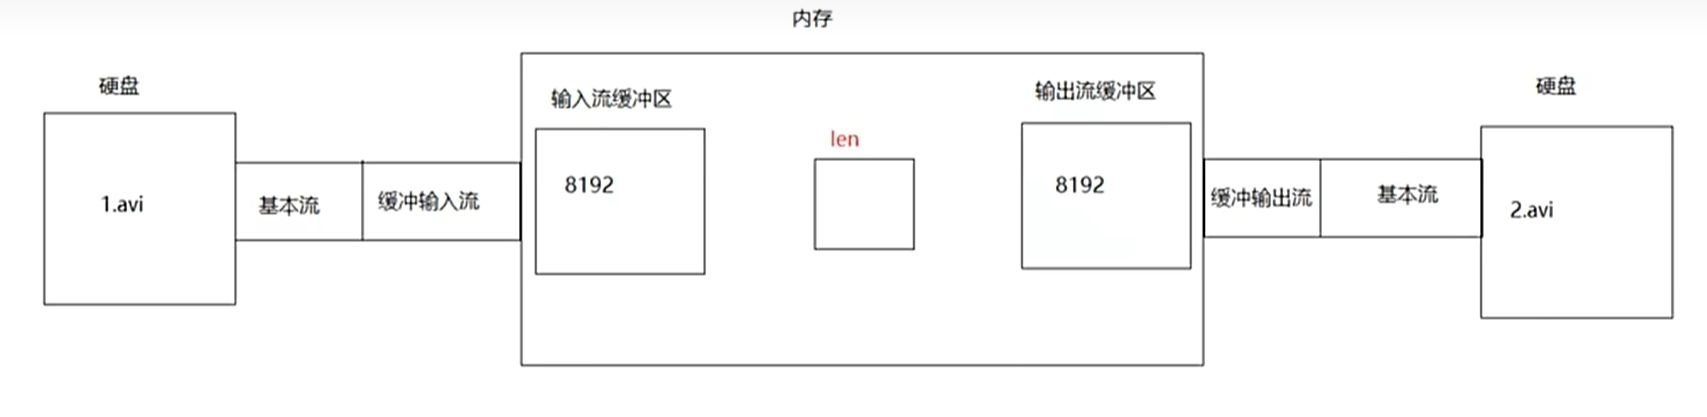 内存
硬盘
1.avi
基本流
缓冲输入流
输入流缓冲区
8192
len
输出流缓冲区
8192
缓冲输出流
基本流
硬盘
2.avi